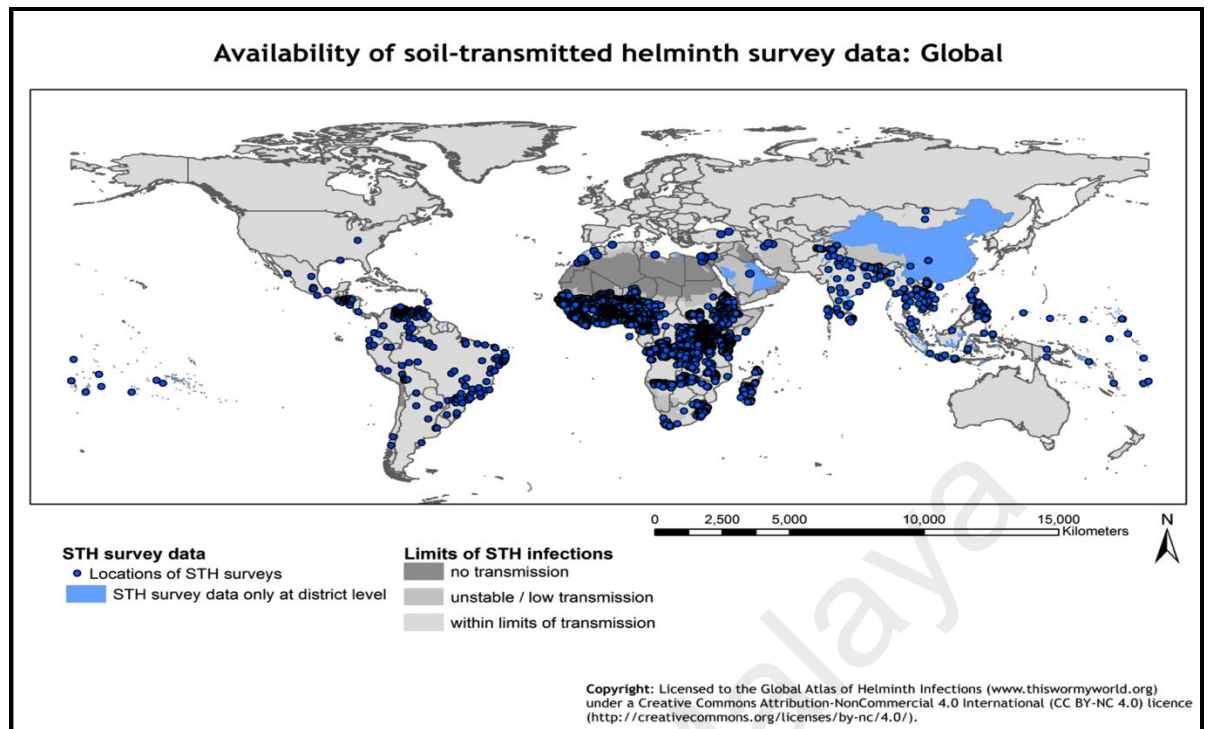 Availability of soil-transmitted helminth survey data: Global
0 2,500 5,000 10,000 15,000
Kilometers
N
STH survey data
Locations of STH surveys
STH survey data only at district level
Limits of STH infections
no transmission
unstable / low transmission
within limits of transmission
Malaya
Copyright: Licensed to the Global Atlas of Helminth Infections (www.thiswormyworld.org)
under a Creative Commons Attribution-NonCommercial 4.0 International (CC BY-NC 4.0) licence
(http://creativecommons.org/licenses/by-nc/4.0/).